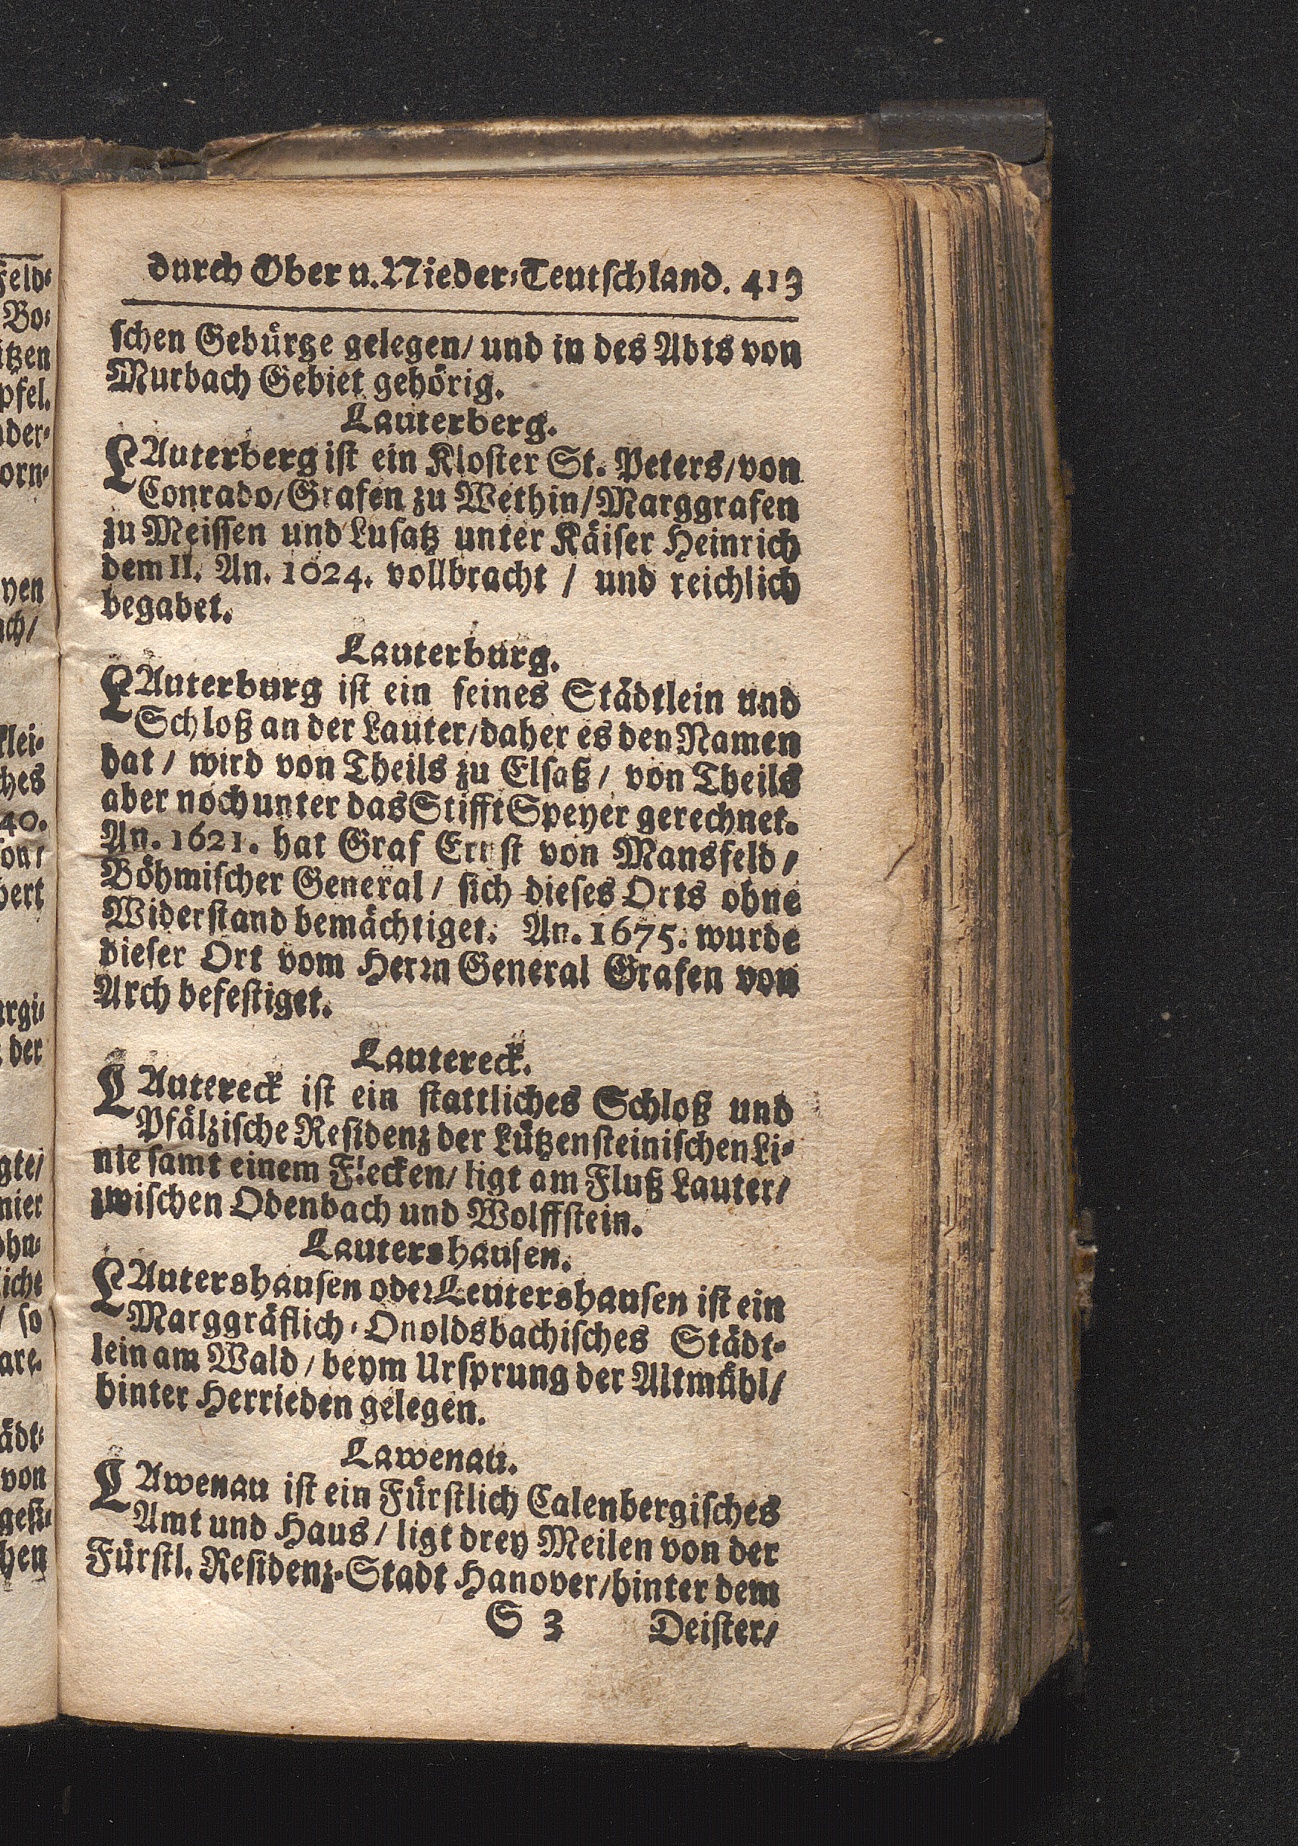 durch Ober u. Nieder-Teutschland. 413
schen Gebürge gelegen/ und in des Abts von
Murbach Gebiet gehörig.
Lauterberg.
LAuterberg ist ein Kloster St. Peters/von
Conrado/Grafen zu Wethin/Marggrafen
zu Meissen und Lusatz unter Käiser Heinrich
dem II. An. 1024. vollbracht / und reichlich
begabet.
Lauterburg.
LAuterburg ist ein feines Städtlein und
Schloß an der Lauter/daher es den Namen
hat / wird von Theils zu Elsaß / von Theils
aber noch unter das Stifft Speyer gerechnet.
An. 1621. hat Graf Ernst von Mansfeld /
Böhmischer General / sich dieses Orts ohne
Widerstand bemächtiget. An. 1675. wurde
dieser Ort vom Herrn General Grafen von
Arch befestiget.
Lautereck.
LAutereck ist ein stattliches Schloß und
Pfälzische Residenz der Lützensteinischen Li-
nie samt einem Flecken/ ligt am Fluß Lauter/
zwischen Odenbach und Wolffstein.
Lautershausen.
LAutershausen oder Leutershausen ist ein
Marggräflich-Onoldsbachisches Städt-
lein am Wald / beym Ursprung der Altmühl/
hinter Herrieden gelegen.
Lawenau.
LAwenau ist ein Fürstlich Calenbergisches
Amt und Haus / ligt drey Meilen von der
Fürstl. Residenz-Stadt Hanover/hinter dem
S 3 Deister/